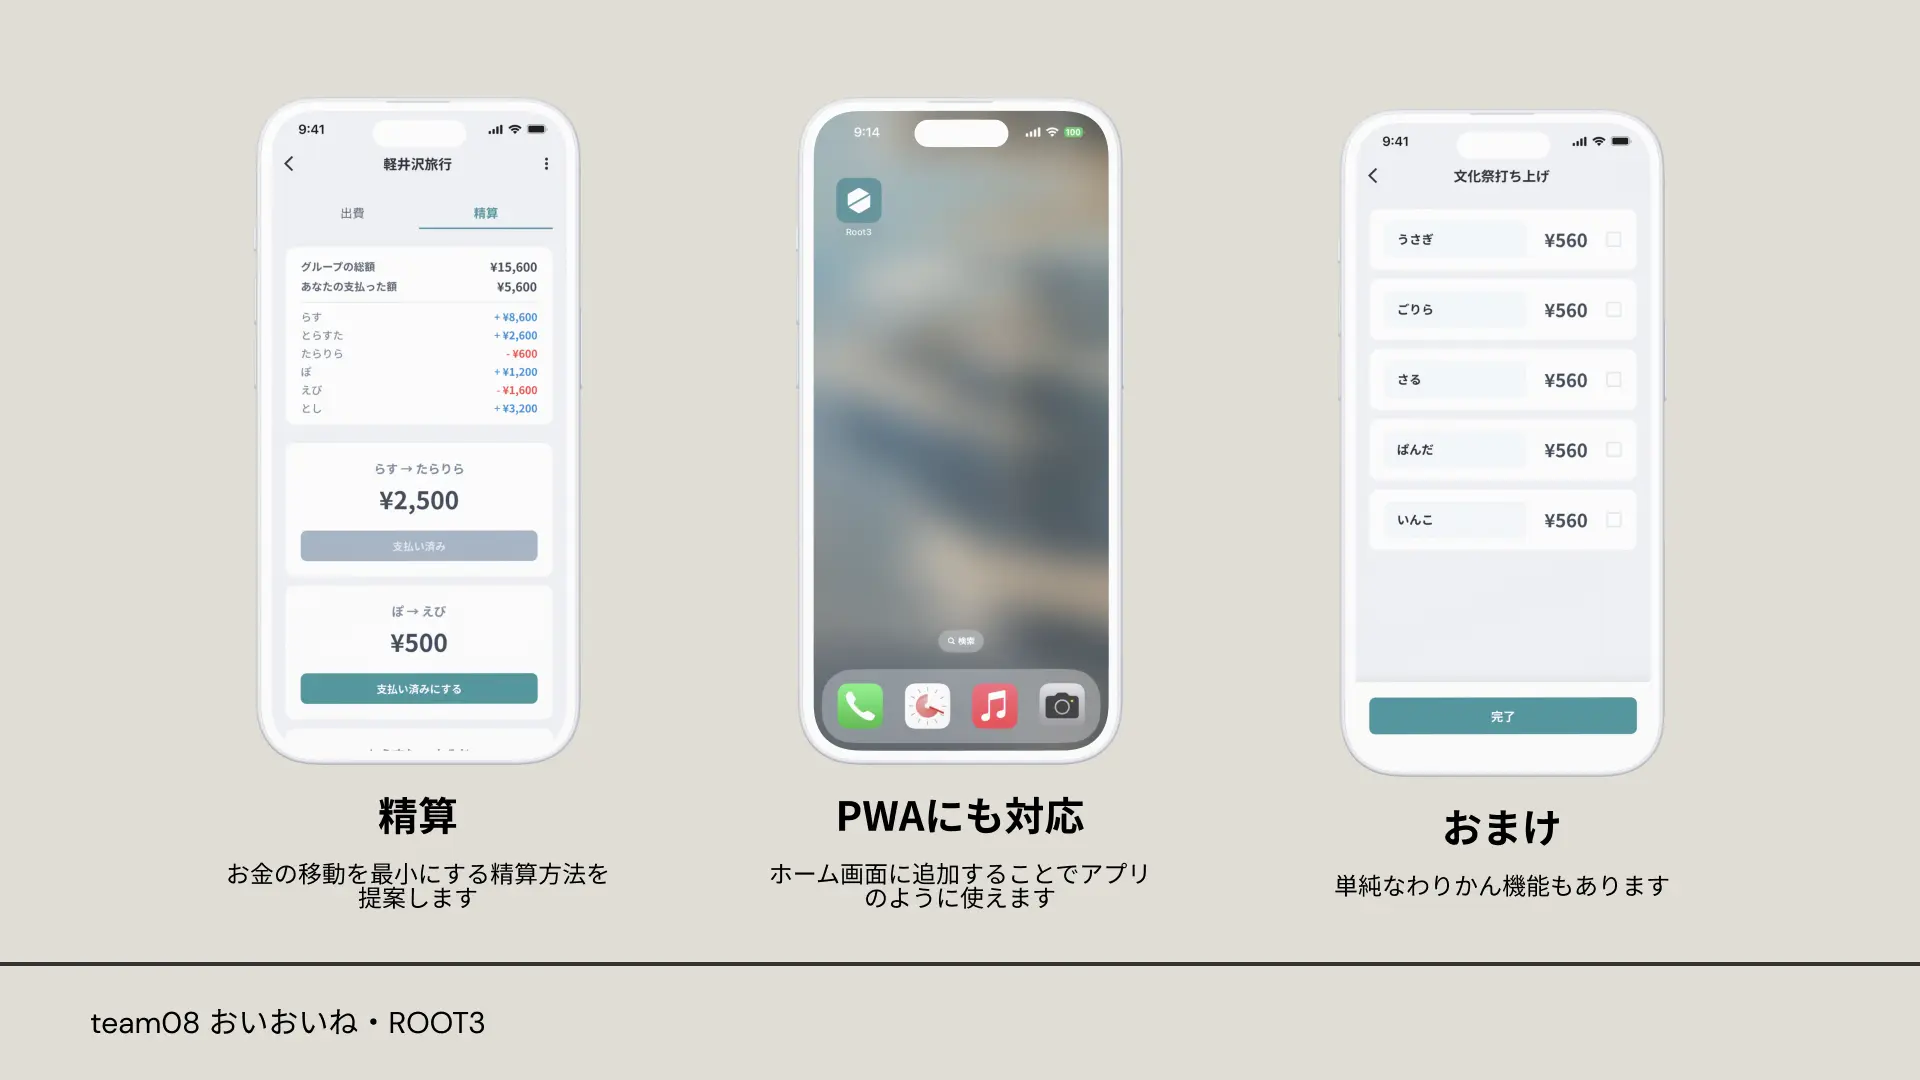 9:41
軽井沢旅行
出費
精算
グループの総額 ¥15,600
あなたの支払った額 ¥5,600
らす + ¥8,600
とらすた + ¥2,600
たらりら - ¥600
ぽ + ¥1,200
えび - ¥1,600
とし + ¥3,200
らす → たらりら
¥2,500
支払い済み
ぽ → えび
¥500
支払い済みにする
精算
お金の移動を最小にする精算方法を
提案します
9:14
100
Root3
検索
PWAにも対応
ホーム画面に追加することでアプリ
のように使えます
9:41
文化祭打ち上げ
うさぎ ¥560
ごりら ¥560
さる ¥560
ぱんだ ¥560
いんこ ¥560
完了
おまけ
単純なわりかん機能もあります
team08 おいおいね・ROOT3